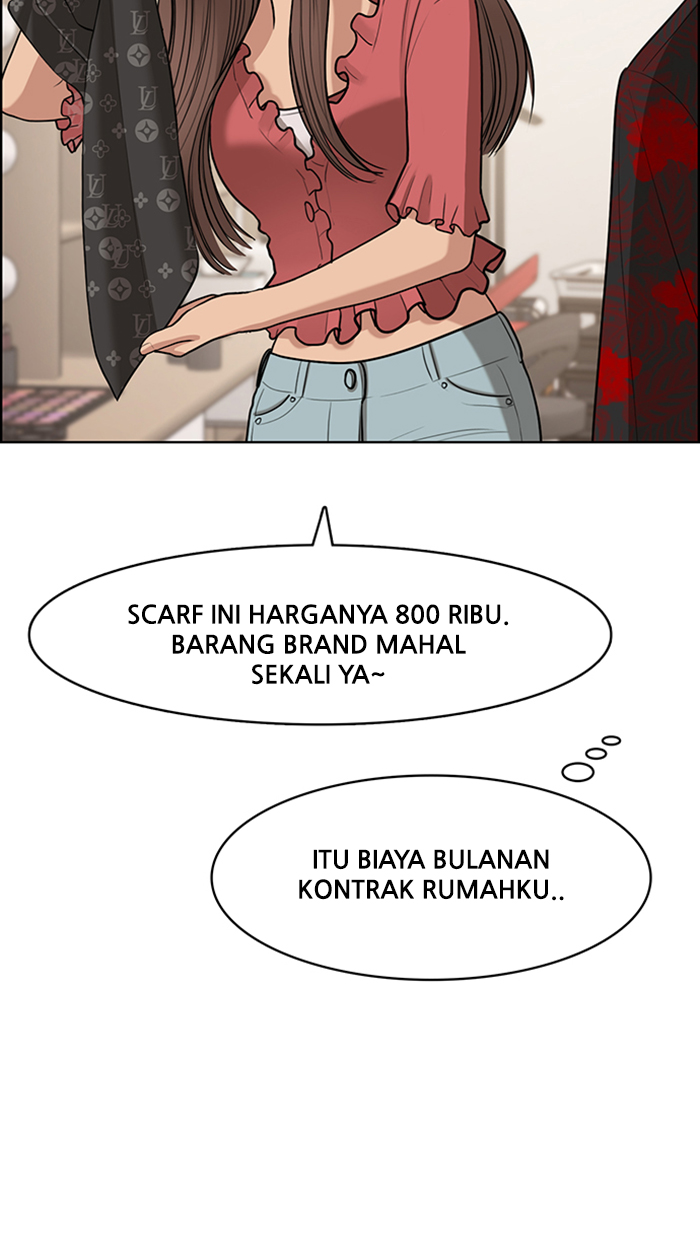 SCARF INI HARGANYA 800 RIBU.
BARANG BRAND MAHAL
SEKALI YA~
ITU BIAYA BULANAN
KONTRAK RUMAHKU..